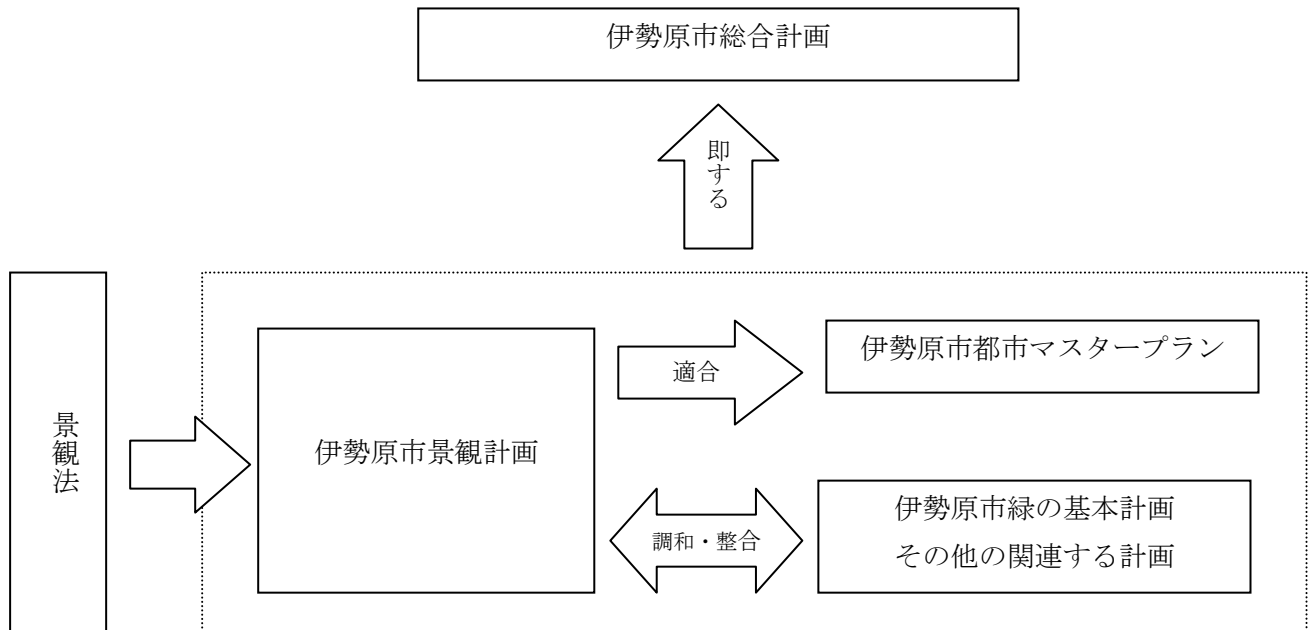 伊勢原市総合計画
即する
景観法
伊勢原市景観計画
適合
伊勢原市都市マスタープラン
調和・整合
伊勢原市緑の基本計画
その他の関連する計画